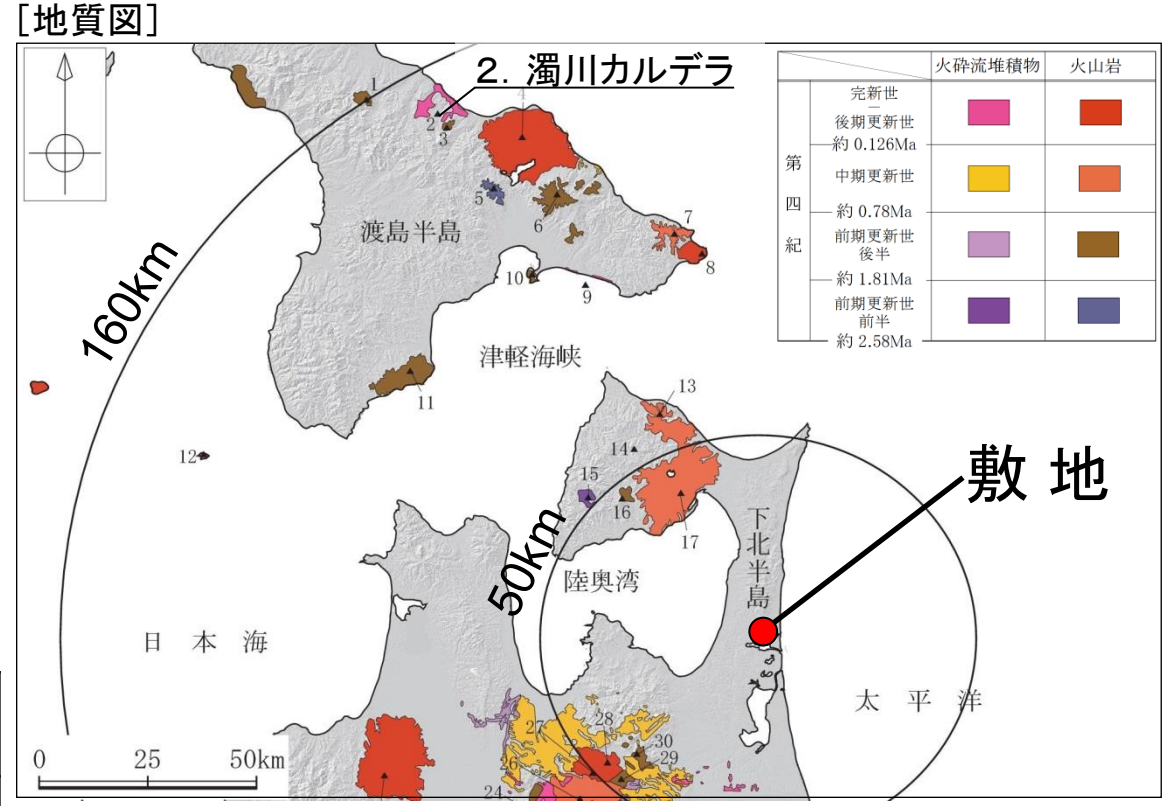 [地質図]
2. 濁川カルデラ
火砕流堆積物 火山岩
第四紀
完新世
―
後期更新世
約 0.126Ma
中期更新世
約 0.78Ma
前期更新世
後半
約 1.81Ma
前期更新世
前半
約 2.58Ma
1
2
3
4
5
6
7
8
9
10
渡島半島
160km
津軽海峡
11
12
13
14
15
16
17
敷 地
50km
下北半島
陸奥湾
日 本 海
太 平 洋
27
28
30
29
26
24
0 25 50km